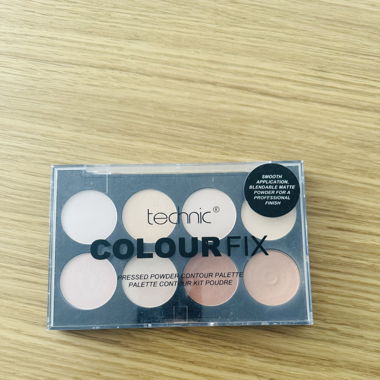 SMOOTH
APPLICATION,
BLENDABLE MATTE
POWDER FOR A
PROFESSIONAL
FINISH
technic®
COLOURFIX
PRESSED POWDER CONTOUR PALETTE
PALETTE CONTOUR KIT POUDRE